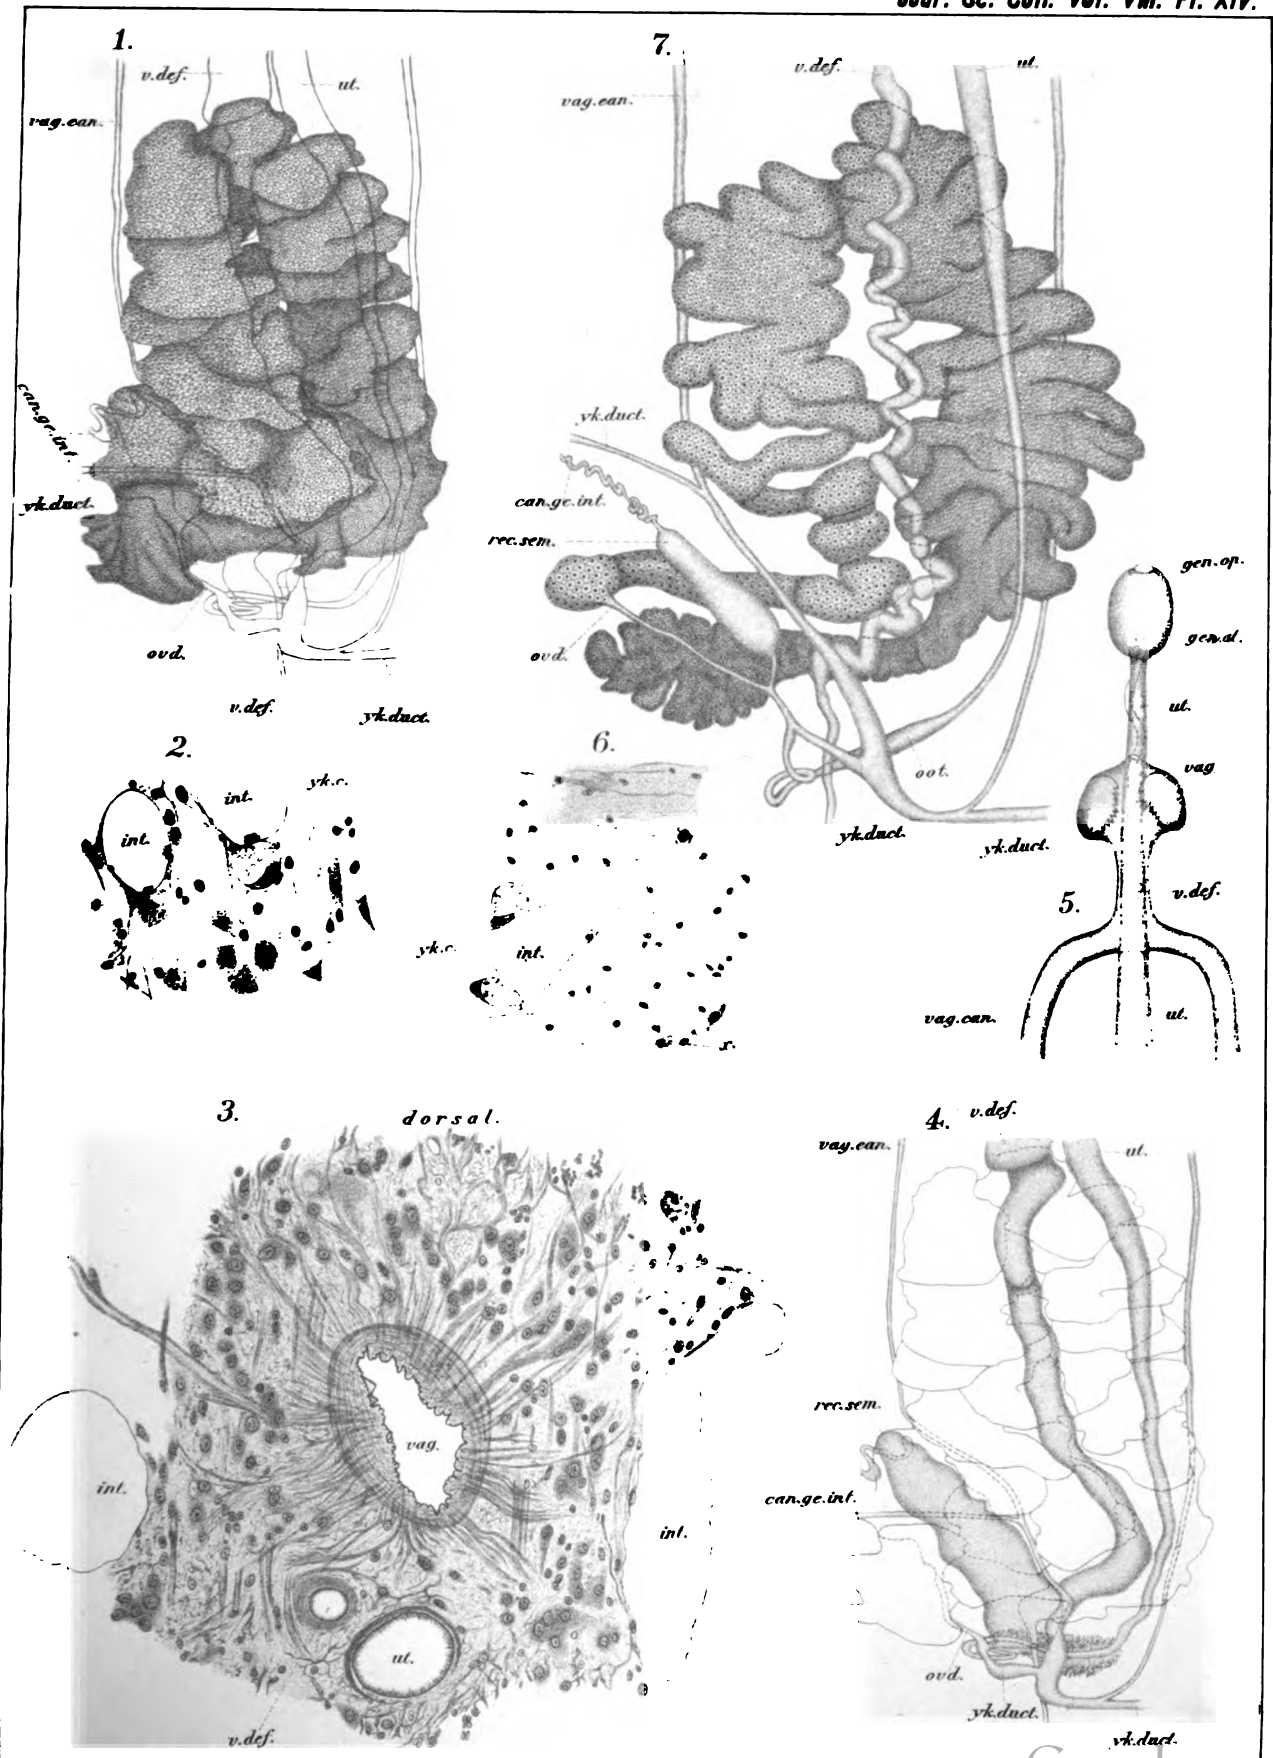 Jour. Sc. Coll. Vol. VIII. Pl. XIV.
1.
v.def.
ut.
vag.can.
can.ge.int.
yk.duct.
ovd.
v.def.
yk.duct.
7.
v.def.
ut.
vag.can.
yk.duct.
can.ge.int.
rec.sem.
ovd.
oot.
yk.duct.
yk.duct.
gen.op.
gen.at.
ut.
vag
5.
v.def.
vag.can.
ut.
2.
int.
int.
yk.c.
6.
yk.c.
int.
x.
3.
dorsal.
vag.
int.
int.
ut.
v.def.
4.
v.def.
vag.can.
ut.
rec.sem.
can.ge.int.
ovd.
yk.duct.
yk.duct.